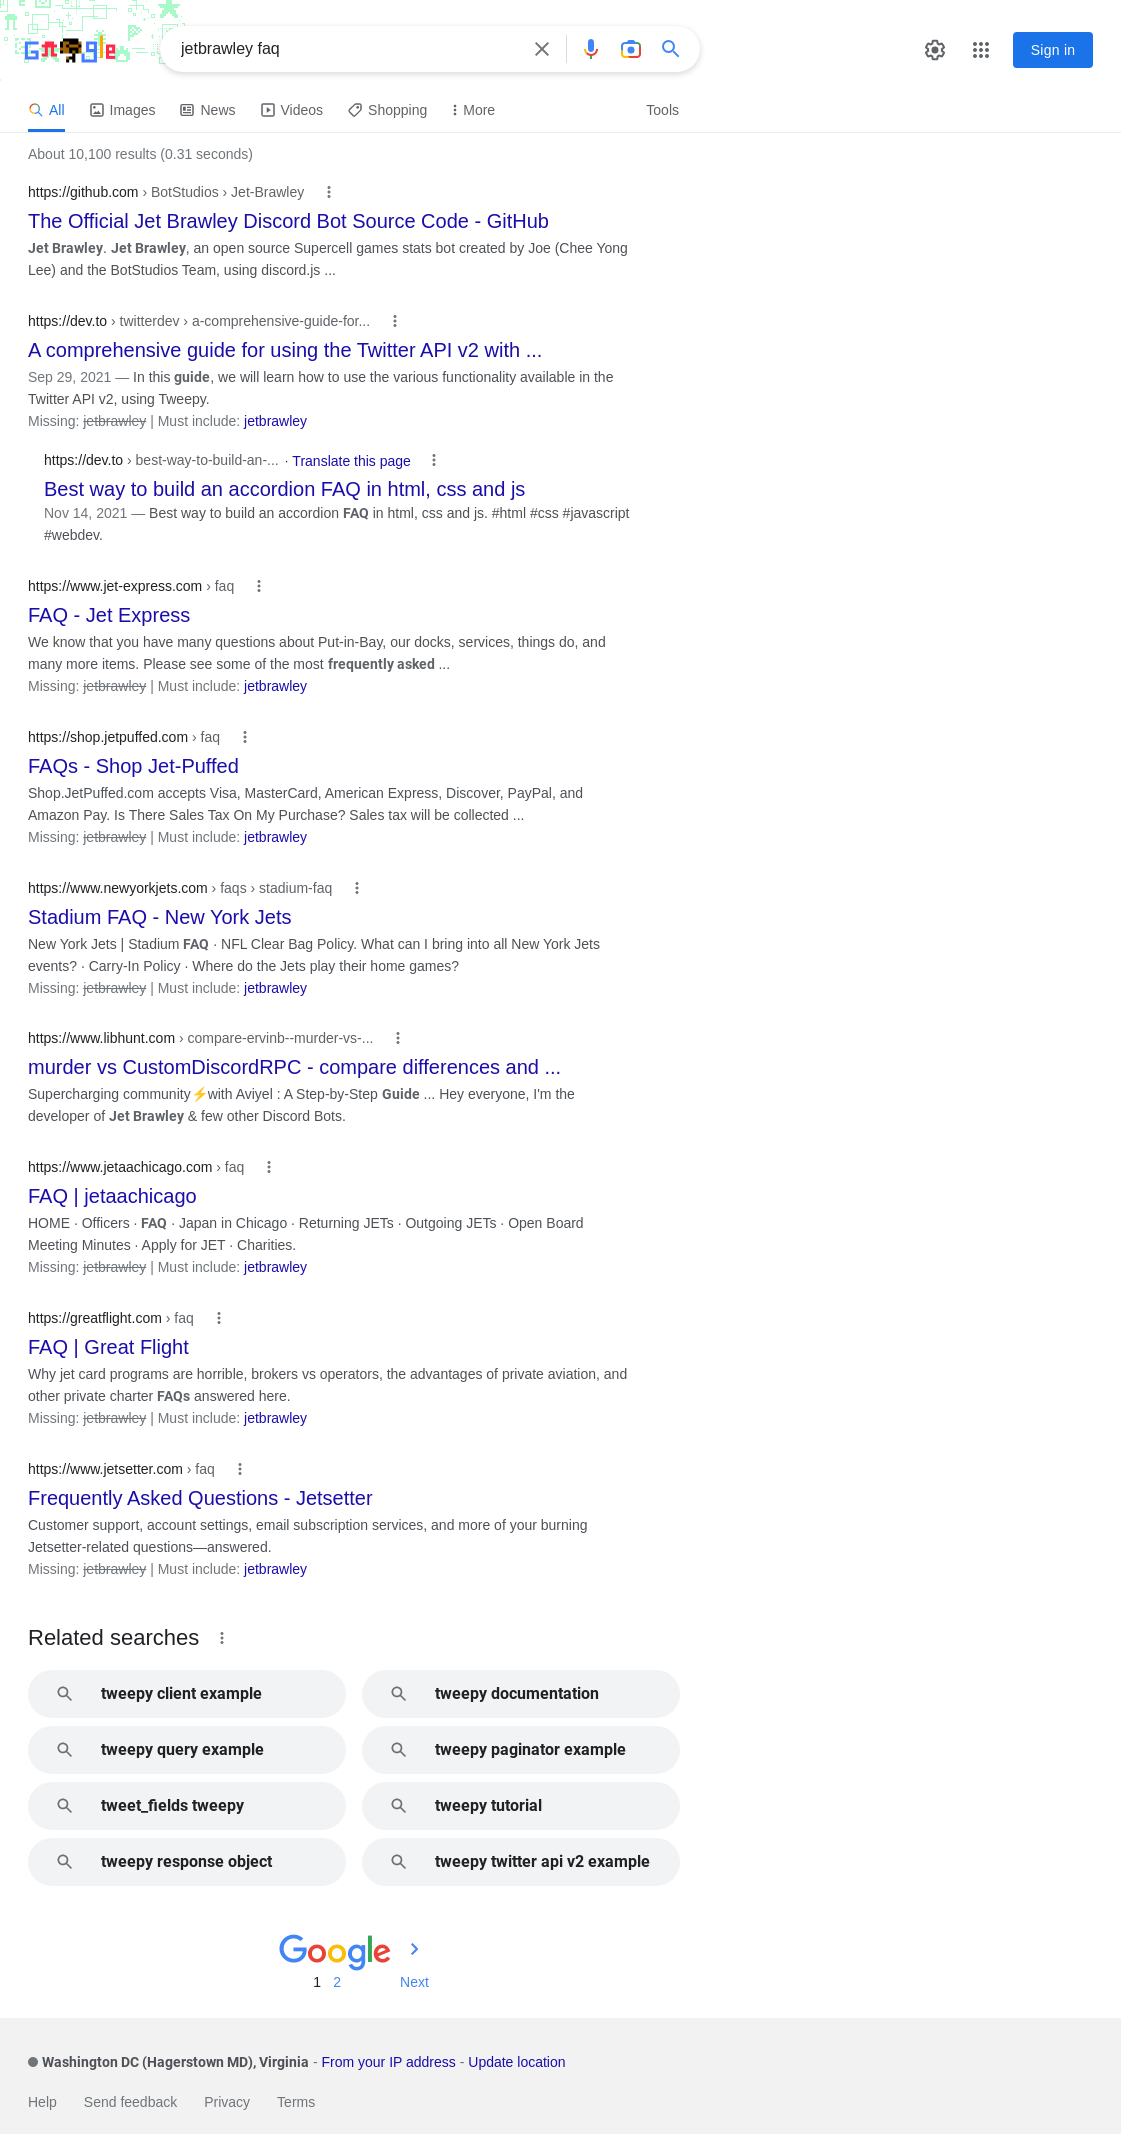 Google
jetbrawley faq
Sign in
All
Images
News
Videos
Shopping
More
Tools
About 10,100 results (0.31 seconds)
https://github.com › BotStudios › Jet-Brawley
The Official Jet Brawley Discord Bot Source Code - GitHub
Jet Brawley. Jet Brawley, an open source Supercell games stats bot created by Joe (Chee Yong
Lee) and the BotStudios Team, using discord.js ...
https://dev.to › twitterdev › a-comprehensive-guide-for...
A comprehensive guide for using the Twitter API v2 with ...
Sep 29, 2021 — In this guide, we will learn how to use the various functionality available in the
Twitter API v2, using Tweepy.
Missing: jetbrawley | Must include: jetbrawley
https://dev.to › best-way-to-build-an-... · Translate this page
Best way to build an accordion FAQ in html, css and js
Nov 14, 2021 — Best way to build an accordion FAQ in html, css and js. #html #css #javascript
#webdev.
https://www.jet-express.com › faq
FAQ - Jet Express
We know that you have many questions about Put-in-Bay, our docks, services, things do, and
many more items. Please see some of the most frequently asked ...
Missing: jetbrawley | Must include: jetbrawley
https://shop.jetpuffed.com › faq
FAQs - Shop Jet-Puffed
Shop.JetPuffed.com accepts Visa, MasterCard, American Express, Discover, PayPal, and
Amazon Pay. Is There Sales Tax On My Purchase? Sales tax will be collected ...
Missing: jetbrawley | Must include: jetbrawley
https://www.newyorkjets.com › faqs › stadium-faq
Stadium FAQ - New York Jets
New York Jets | Stadium FAQ · NFL Clear Bag Policy. What can I bring into all New York Jets
events? · Carry-In Policy · Where do the Jets play their home games?
Missing: jetbrawley | Must include: jetbrawley
https://www.libhunt.com › compare-ervinb--murder-vs-...
murder vs CustomDiscordRPC - compare differences and ...
Supercharging community⚡with Aviyel : A Step-by-Step Guide ... Hey everyone, I'm the
developer of Jet Brawley & few other Discord Bots.
https://www.jetaachicago.com › faq
FAQ | jetaachicago
HOME · Officers · FAQ · Japan in Chicago · Returning JETs · Outgoing JETs · Open Board
Meeting Minutes · Apply for JET · Charities.
Missing: jetbrawley | Must include: jetbrawley
https://greatflight.com › faq
FAQ | Great Flight
Why jet card programs are horrible, brokers vs operators, the advantages of private aviation, and
other private charter FAQs answered here.
Missing: jetbrawley | Must include: jetbrawley
https://www.jetsetter.com › faq
Frequently Asked Questions - Jetsetter
Customer support, account settings, email subscription services, and more of your burning
Jetsetter-related questions—answered.
Missing: jetbrawley | Must include: jetbrawley
Related searches
tweepy client example
tweepy documentation
tweepy query example
tweepy paginator example
tweet_fields tweepy
tweepy tutorial
tweepy response object
tweepy twitter api v2 example
Google
1 2 Next
Washington DC (Hagerstown MD), Virginia - From your IP address - Update location
Help Send feedback Privacy Terms